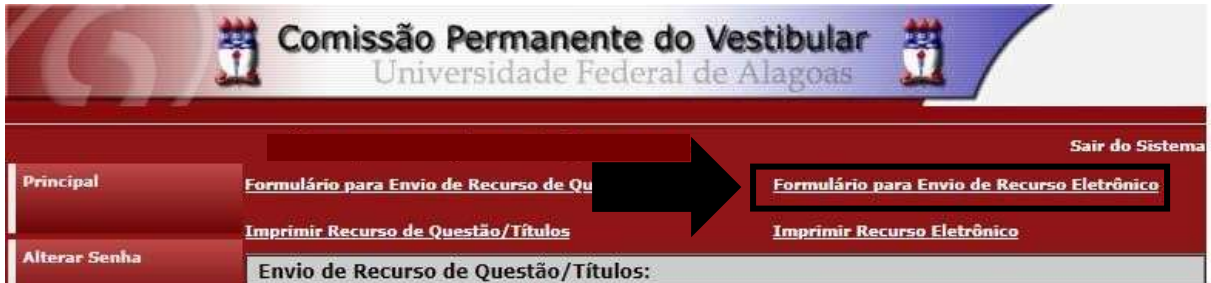 Comissão Permanente do Vestibular
Universidade Federal de Alagoas
Sair do Sistema
Principal
Formulário para Envio de Recurso de Qu
Formulário para Envio de Recurso Eletrônico
Imprimir Recurso de Questão/Títulos
Imprimir Recurso Eletrônico
Alterar Senha
Envio de Recurso de Questão/Títulos: